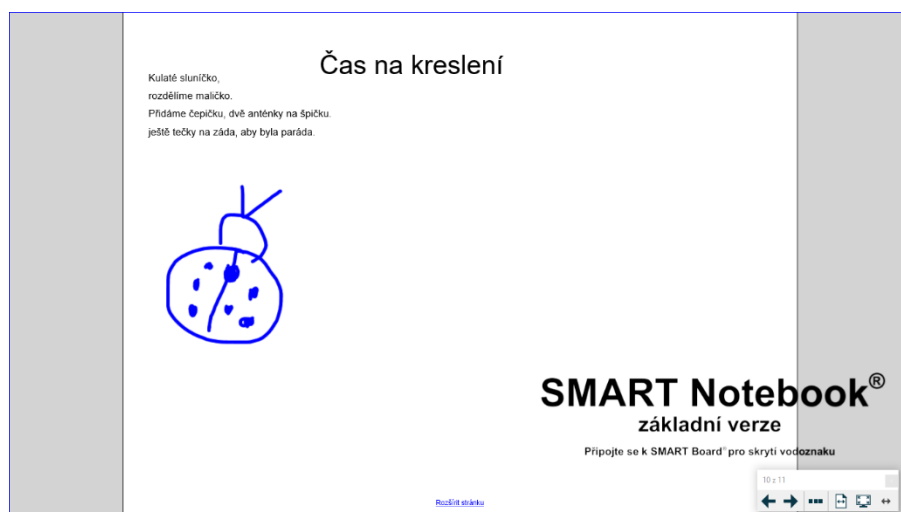 Čas na kreslení
Kulaté sluníčko,
rozdělíme maličko.
Přidáme čepičku, dvě anténky na špičku.
ještě tečky na záda, aby byla paráda.
SMART Notebook®
základní verze
Připojte se k SMART Board® pro skrytí vodoznaku
10 z 11
Rozšířit stránku